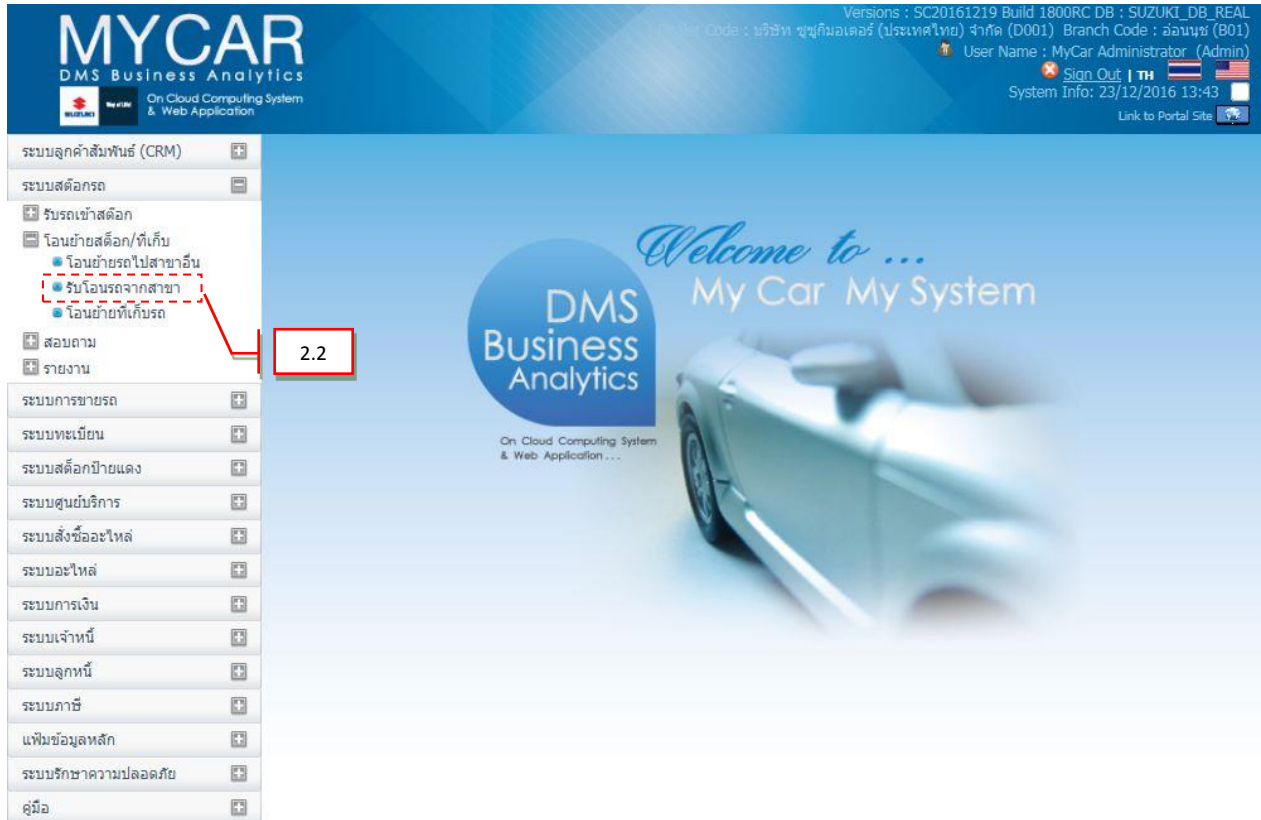 MYCAR
DMS Business Analytics
SUZUKI
Way of Life!
On Cloud Computing System
& Web Application
Versions : SC20161219 Build 1800RC DB : SUZUKI_DB_REAL
Code : บริษัท ซูซูกิมอเตอร์ (ประเทศไทย) จำกัด (D001) Branch Code : อ่อนนุช (B01)
User Name : MyCar Administrator (Admin)
Sign Out | TH
System Info: 23/12/2016 13:43
Link to Portal Site
ระบบลูกค้าสัมพันธ์ (CRM)
ระบบสต๊อกรถ
รับรถเข้าสต๊อก
โอนย้ายสต็อก/ที่เก็บ
โอนย้ายรถไปสาขาอื่น
รับโอนรถจากสาขา
โอนย้ายที่เก็บรถ
สอบถาม
รายงาน
ระบบการขายรถ
ระบบทะเบียน
ระบบสต็อกป้ายแดง
ระบบศูนย์บริการ
ระบบสั่งซื้ออะไหล่
ระบบอะไหล่
ระบบการเงิน
ระบบเจ้าหนี้
ระบบลูกหนี้
ระบบภาษี
แฟ้มข้อมูลหลัก
ระบบรักษาความปลอดภัย
คู่มือ
2.2
Welcome to ...
My Car My System
DMS
Business
Analytics
On Cloud Computing System
& Web Application . . .